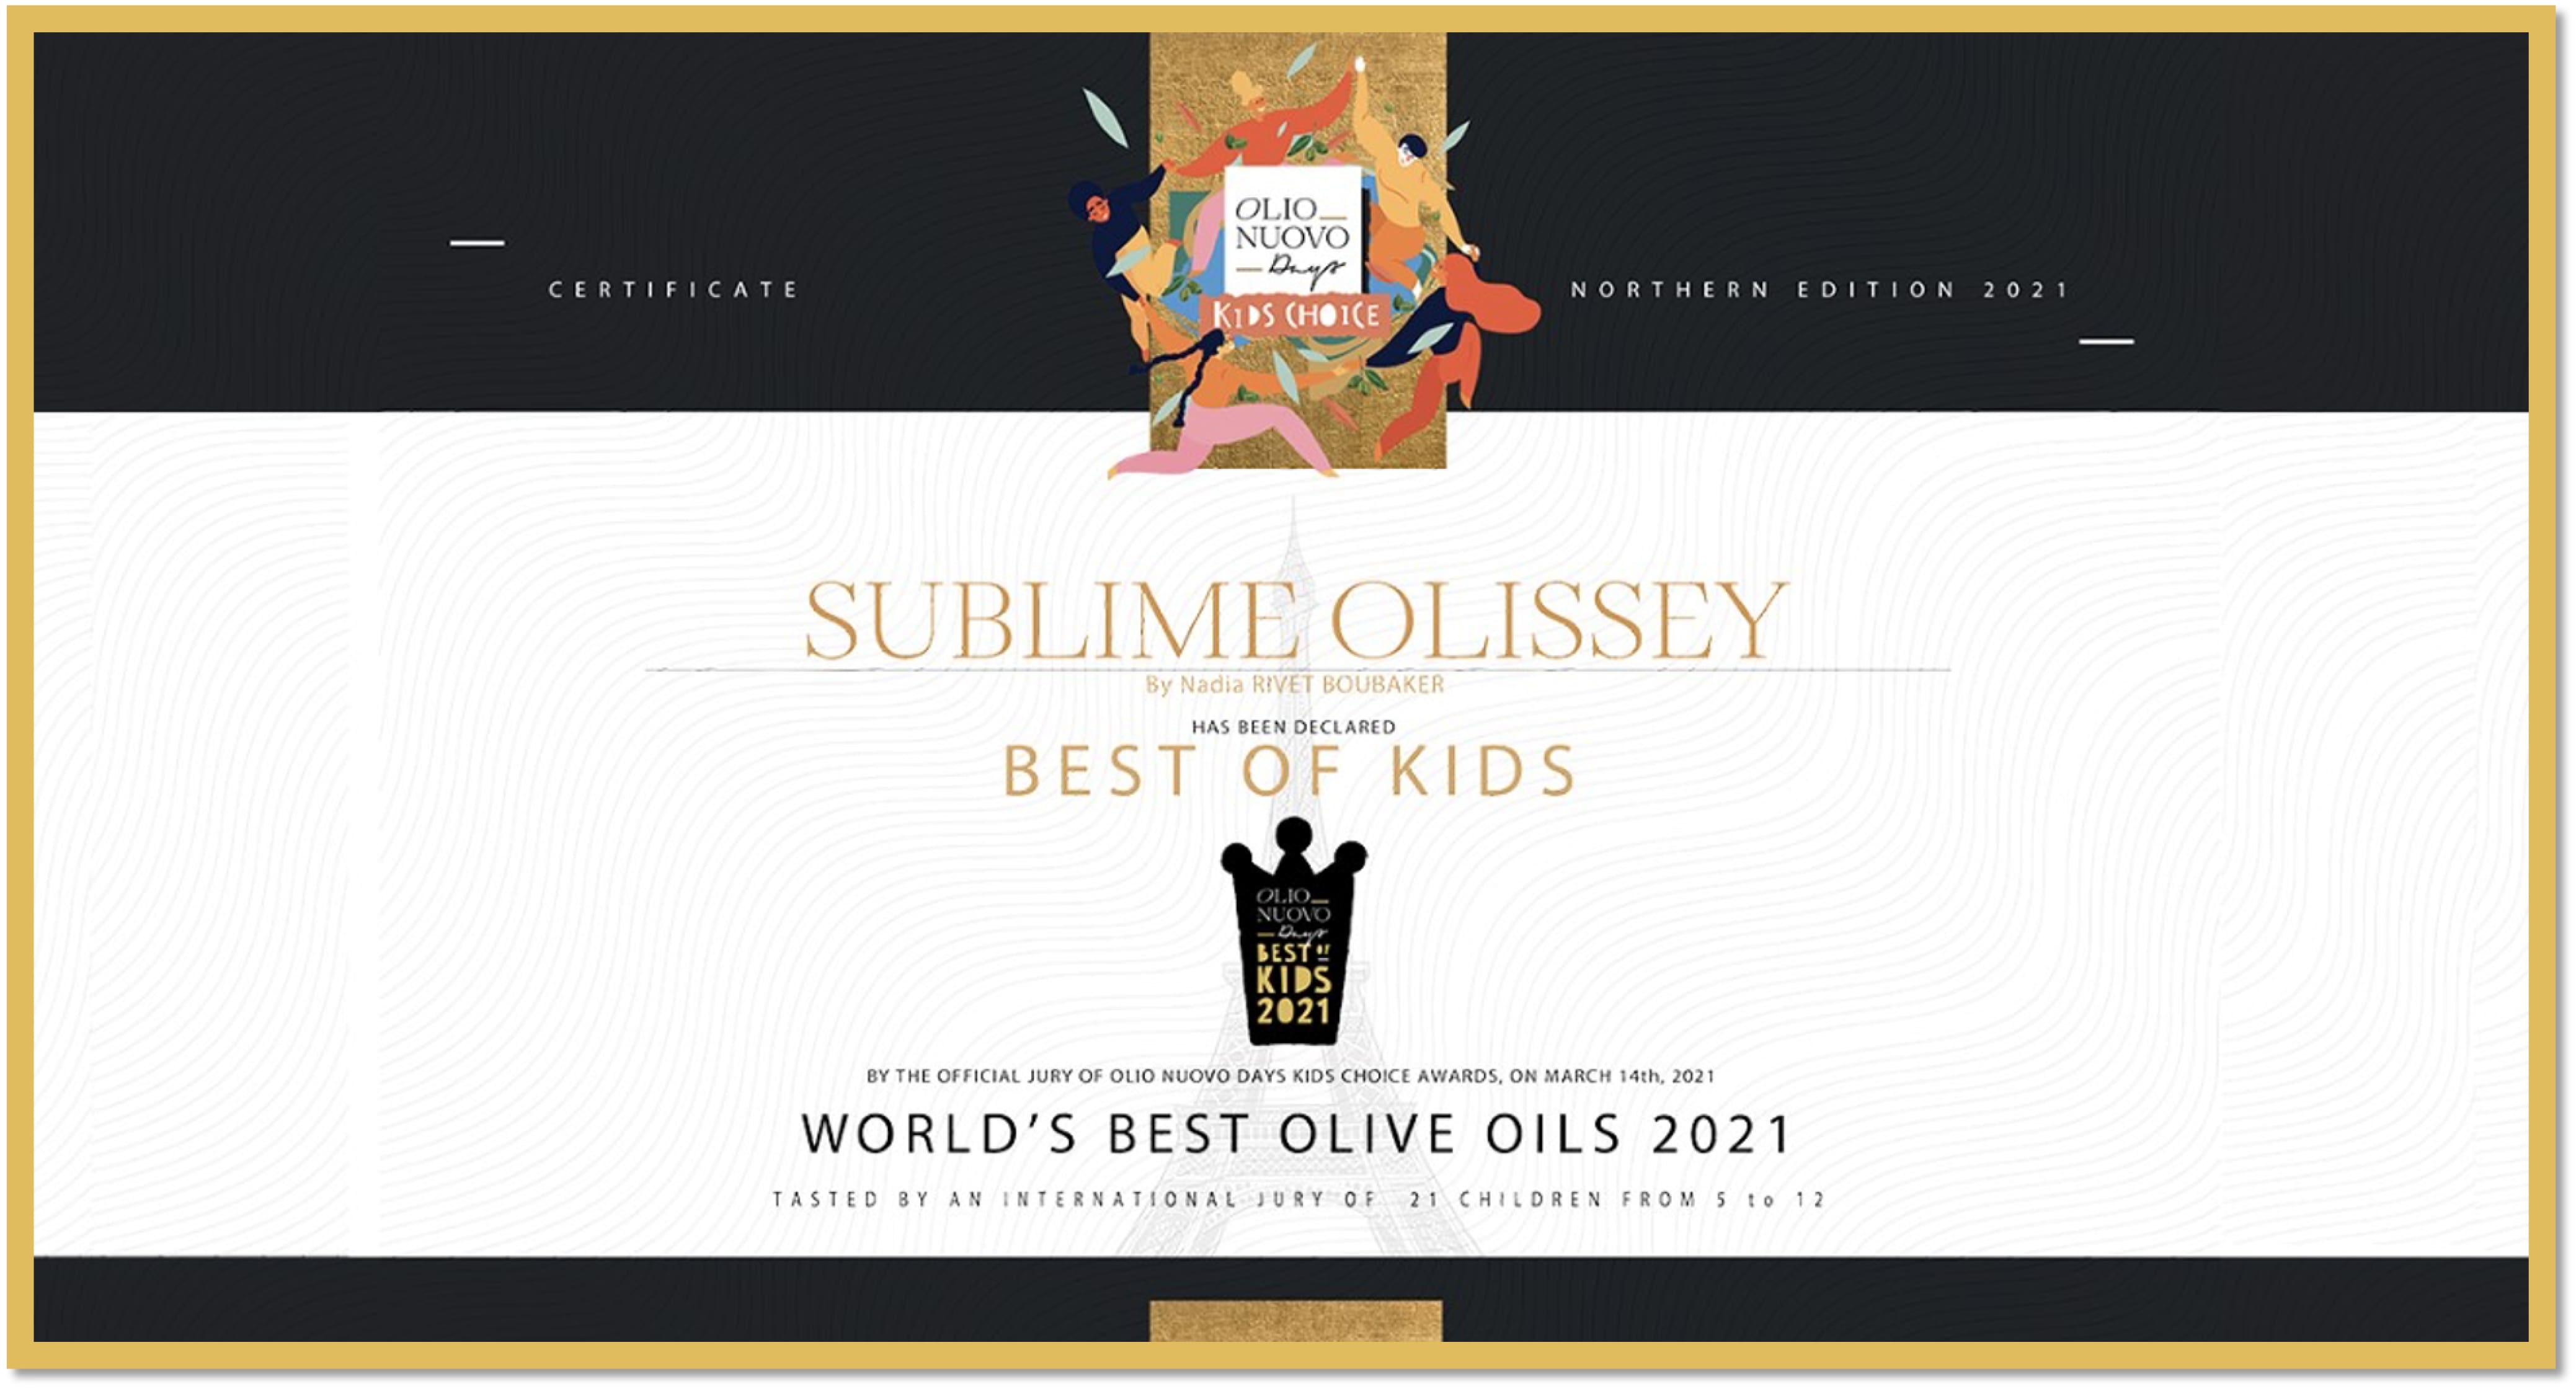 OLIO
NUOVO
Days
KIDS CHOICE
CERTIFICATE
NORTHERN EDITION 2021
SUBLIME OLISSEY
By Nadia RIVET BOUBAKER
HAS BEEN DECLARED
BEST OF KIDS
OLIO
NUOVO
Days
BEST OF
KIDS
2021
BY THE OFFICIAL JURY OF OLIO NUOVO DAYS KIDS CHOICE AWARDS, ON MARCH 14th, 2021
WORLD'S BEST OLIVE OILS 2021
TASTED BY AN INTERNATIONAL JURY OF 21 CHILDREN FROM 5 to 12